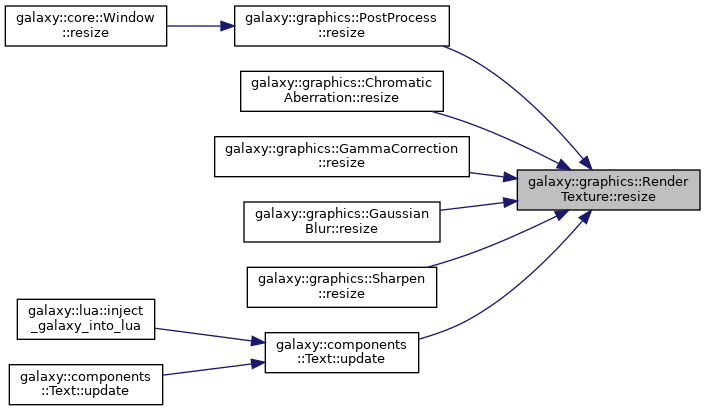 galaxy::core::Window
::resize
galaxy::graphics::PostProcess
::resize
galaxy::graphics::Chromatic
Aberration::resize
galaxy::graphics::GammaCorrection
::resize
galaxy::graphics::Render
Texture::resize
galaxy::graphics::Gaussian
Blur::resize
galaxy::graphics::Sharpen
::resize
galaxy::lua::inject
_galaxy_into_lua
galaxy::components
::Text::update
galaxy::components
::Text::update